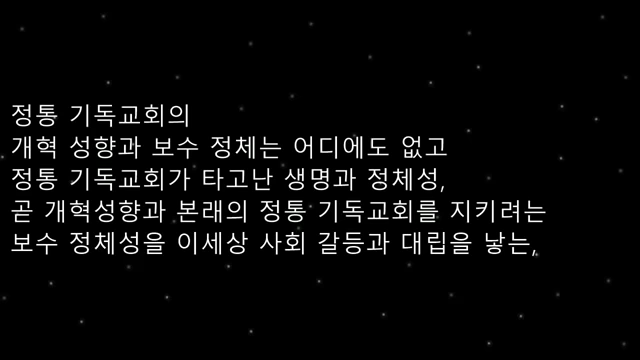 정통 기독교회의
개혁 성향과 보수 정체는 어디에도 없고
정통 기독교회가 타고난 생명과 정체성,
곧 개혁성향과 본래의 정통 기독교회를 지키려는
보수 정체성을 이세상 사회 갈등과 대립을 낳는,